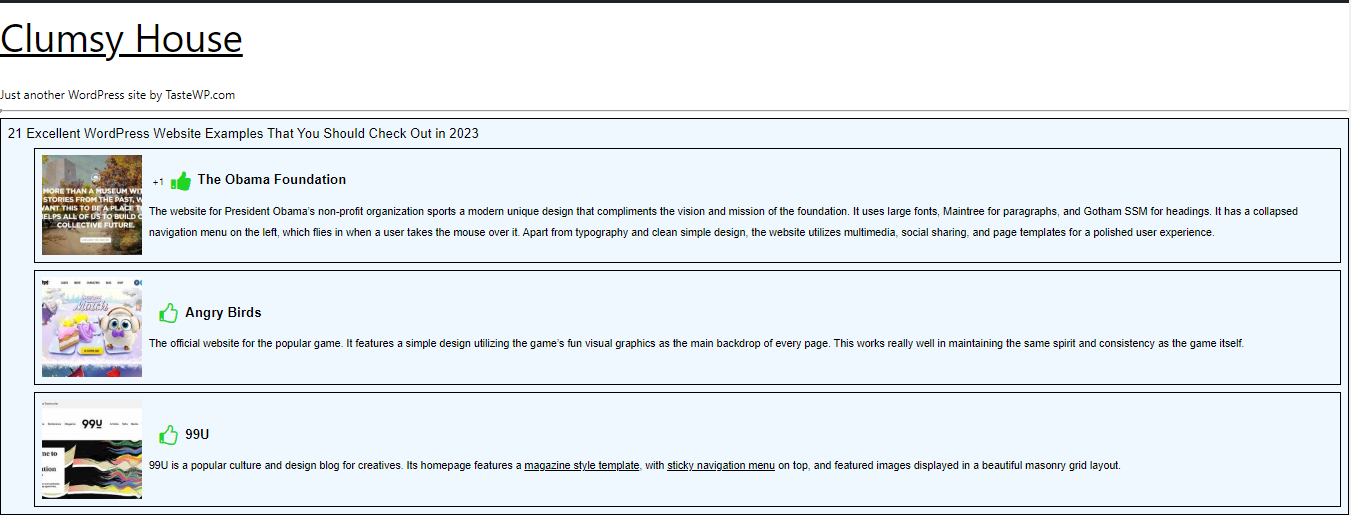 Clumsy House
Just another WordPress site by TasteWP.com
21 Excellent WordPress Website Examples That You Should Check Out in 2023
MORE THAN A MUSEUM WIT
STORIES FROM THE PAST, W
WANT THIS TO BE A PLACE T
HELPS ALL OF US TO BUILD O
COLLECTIVE FUTURE.
+1 The Obama Foundation
The website for President Obama's non-profit organization sports a modern unique design that compliments the vision and mission of the foundation. It uses large fonts, Maintree for paragraphs, and Gotham SSM for headings. It has a collapsed
navigation menu on the left, which flies in when a user takes the mouse over it. Apart from typography and clean simple design, the website utilizes multimedia, social sharing, and page templates for a polished user experience.
Match
Angry Birds
The official website for the popular game. It features a simple design utilizing the game's fun visual graphics as the main backdrop of every page. This works really well in maintaining the same spirit and consistency as the game itself.
99U
me to
ation
99U
99U is a popular culture and design blog for creatives. Its homepage features a magazine style template, with sticky navigation menu on top, and featured images displayed in a beautiful masonry grid layout.